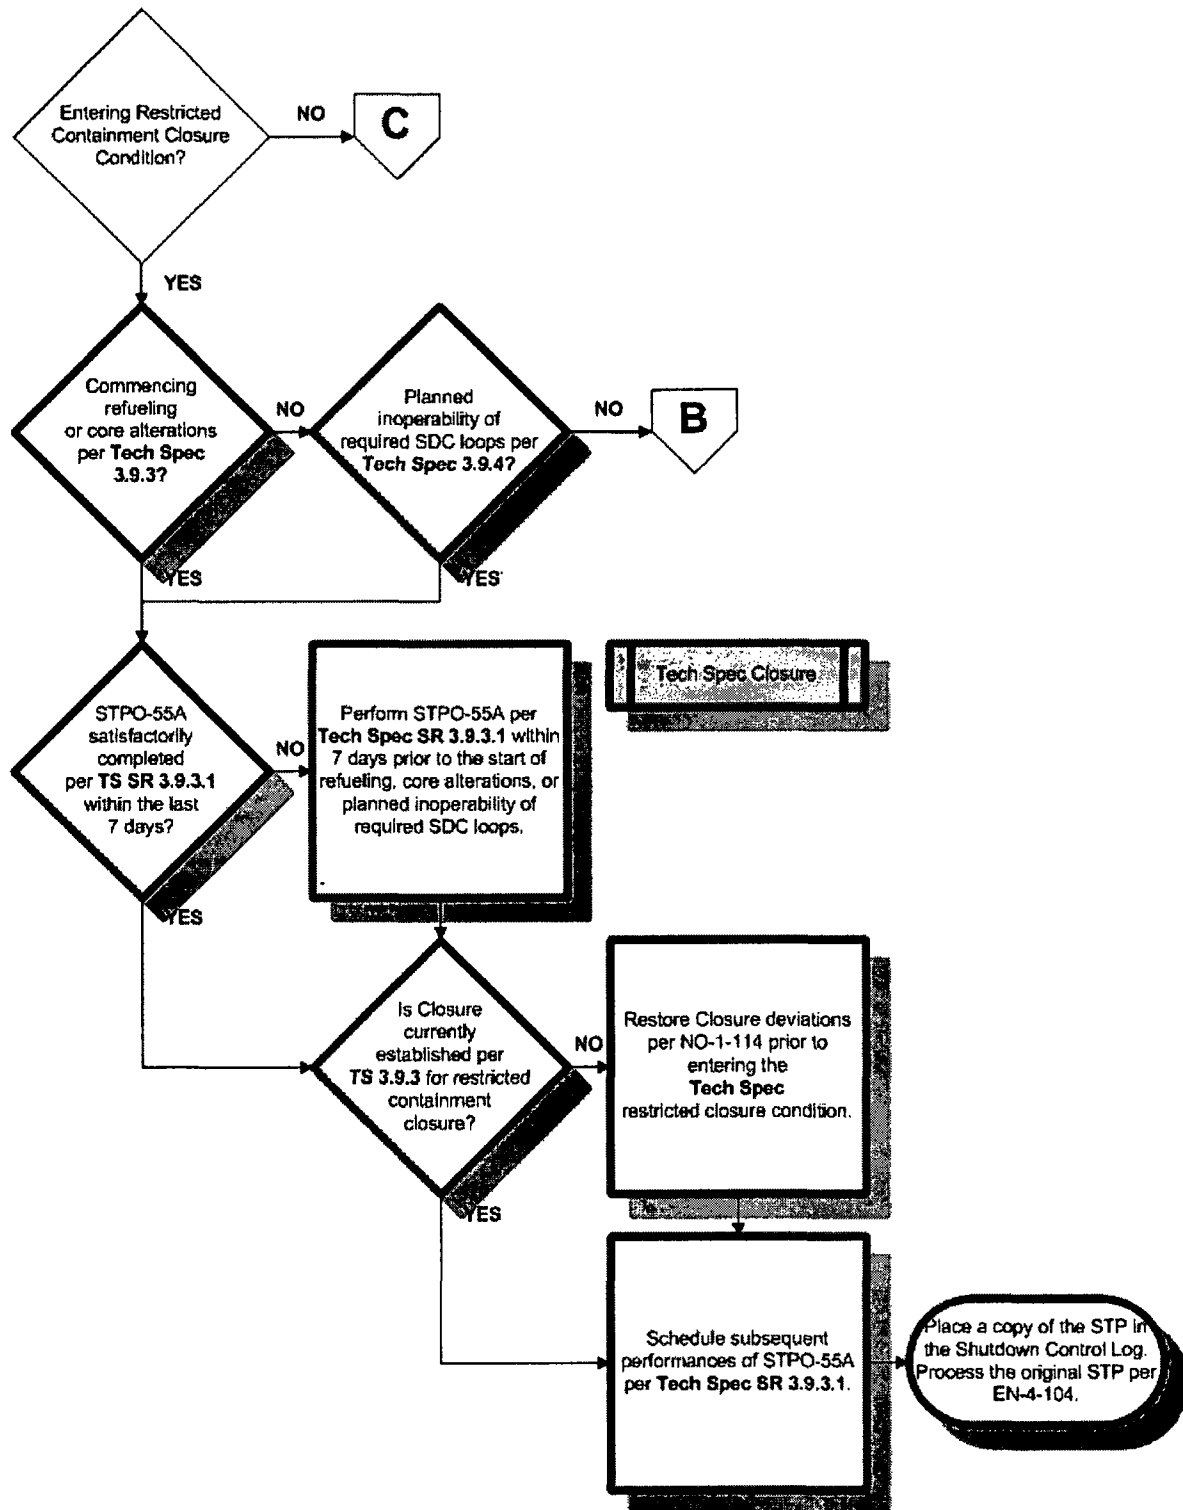 Entering Restricted
Containment Closure
Condition?
NO
C
YES
Commencing
refueling
or core alterations
per Tech Spec
3.9.3?
NO
Planned
inoperability of
required SDC loops per
Tech Spec 3.9.4?
NO
B
YES
YES
STPO-55A
satisfactorily
completed
per TS SR 3.9.3.1
within the last
7 days?
NO
Perform STPO-55A per
Tech Spec SR 3.9.3.1 within
7 days prior to the start of
refueling, core alterations, or
planned inoperability of
required SDC loops.
Tech Spec Closure
YES
Is Closure
currently
established per
TS 3.9.3 for restricted
containment
closure?
NO
Restore Closure deviations
per NO-1-114 prior to
entering the
Tech Spec
restricted closure condition.
YES
Schedule subsequent
performances of STPO-55A
per Tech Spec SR 3.9.3.1.
Place a copy of the STP in
the Shutdown Control Log.
Process the original STP per
EN-4-104.